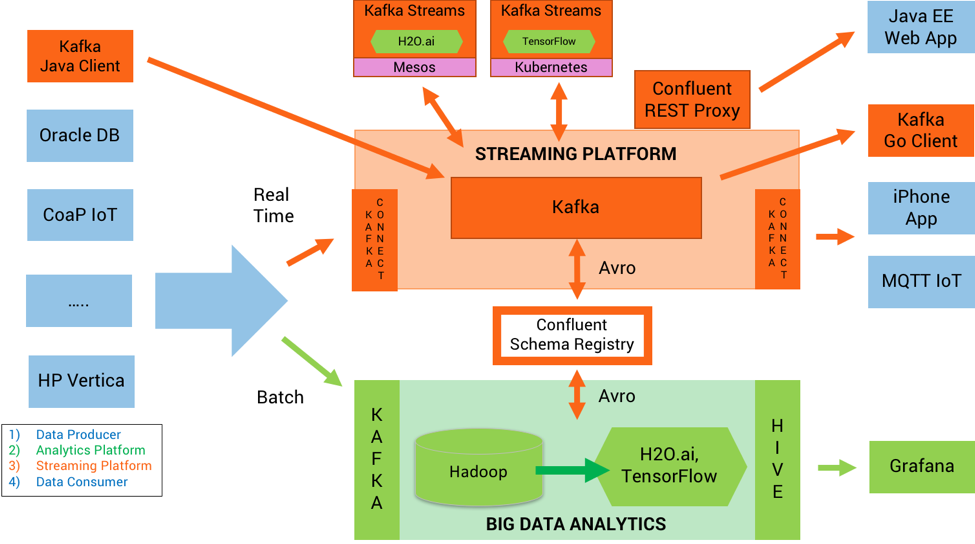 Kafka Streams
H2O.ai
Mesos
Kafka Streams
TensorFlow
Kubernetes
Java EE
Web App
Kafka
Java Client
Confluent
REST Proxy
Kafka
Go Client
Oracle DB
STREAMING PLATFORM
CoaP IoT
Real
Time
KAFKA
CONNECT
Kafka
KAFKA
CONNECT
iPhone
App
Avro
MQTT IoT
.....
Confluent
Schema Registry
HP Vertica
Batch
Avro
1) Data Producer
2) Analytics Platform
3) Streaming Platform
4) Data Consumer
KAFKA
Hadoop
H2O.ai,
TensorFlow
HIVE
Grafana
BIG DATA ANALYTICS